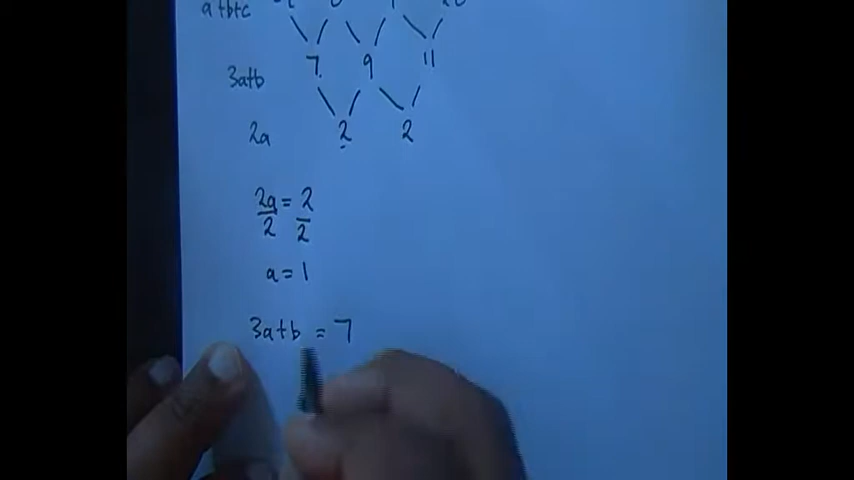 a+b+c
7 9 11
3a+b
2a 2 2
2a = 2
2 2
a = 1
3a+b = 7